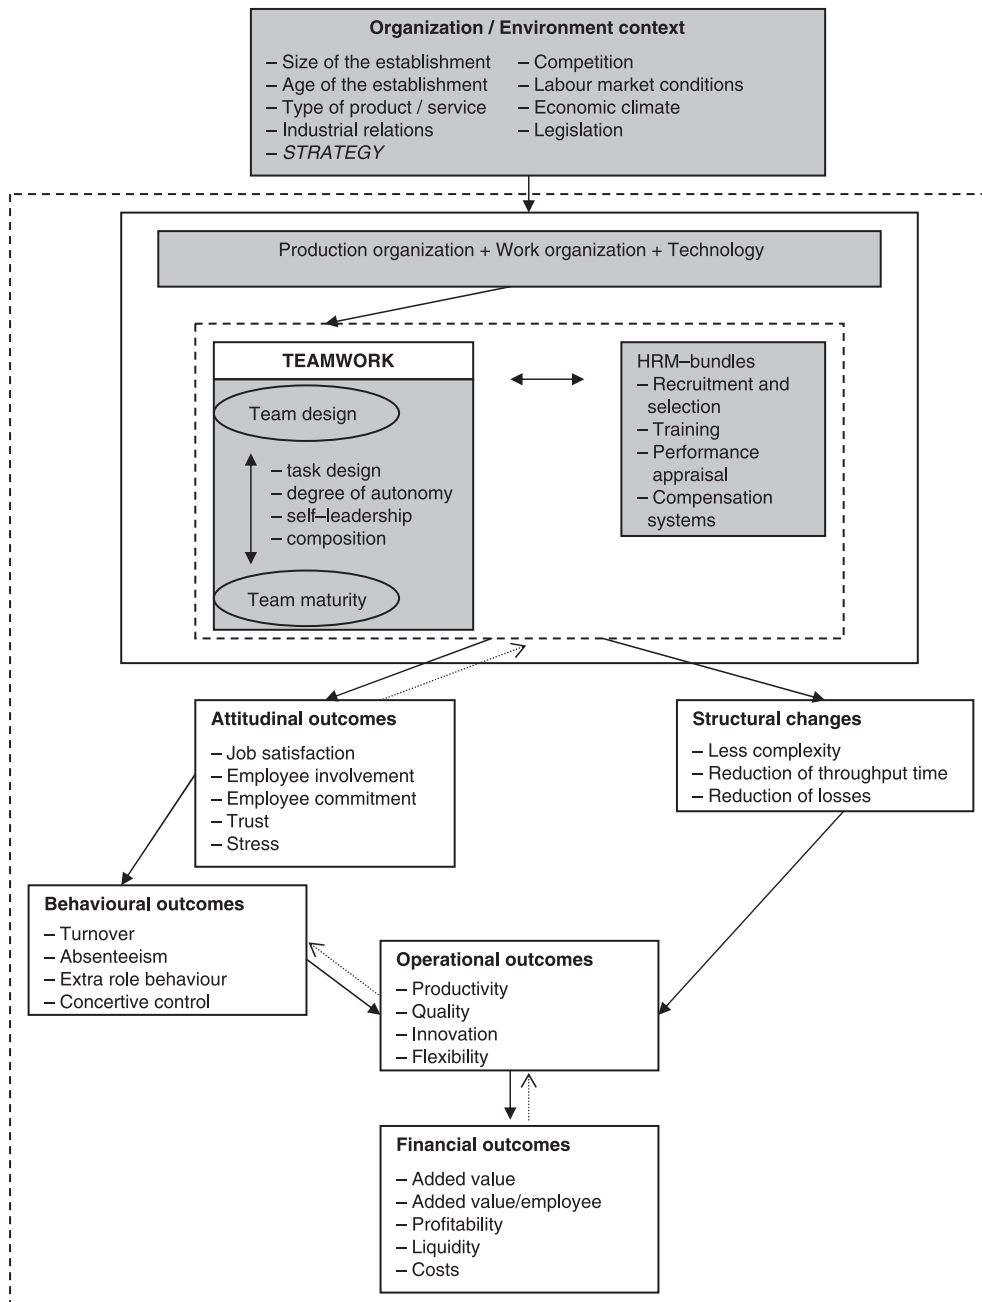 Organization / Environment context
– Size of the establishment
– Age of the establishment
– Type of product / service
– Industrial relations
– STRATEGY
– Competition
– Labour market conditions
– Economic climate
– Legislation
Production organization + Work organization + Technology
TEAMWORK
Team design
– task design
– degree of autonomy
– self–leadership
– composition
Team maturity
HRM–bundles
– Recruitment and
selection
– Training
– Performance
appraisal
– Compensation
systems
Attitudinal outcomes
– Job satisfaction
– Employee involvement
– Employee commitment
– Trust
– Stress
Structural changes
– Less complexity
– Reduction of throughput time
– Reduction of losses
Behavioural outcomes
– Turnover
– Absenteeism
– Extra role behaviour
– Concertive control
Operational outcomes
– Productivity
– Quality
– Innovation
– Flexibility
Financial outcomes
– Added value
– Added value/employee
– Profitability
– Liquidity
– Costs